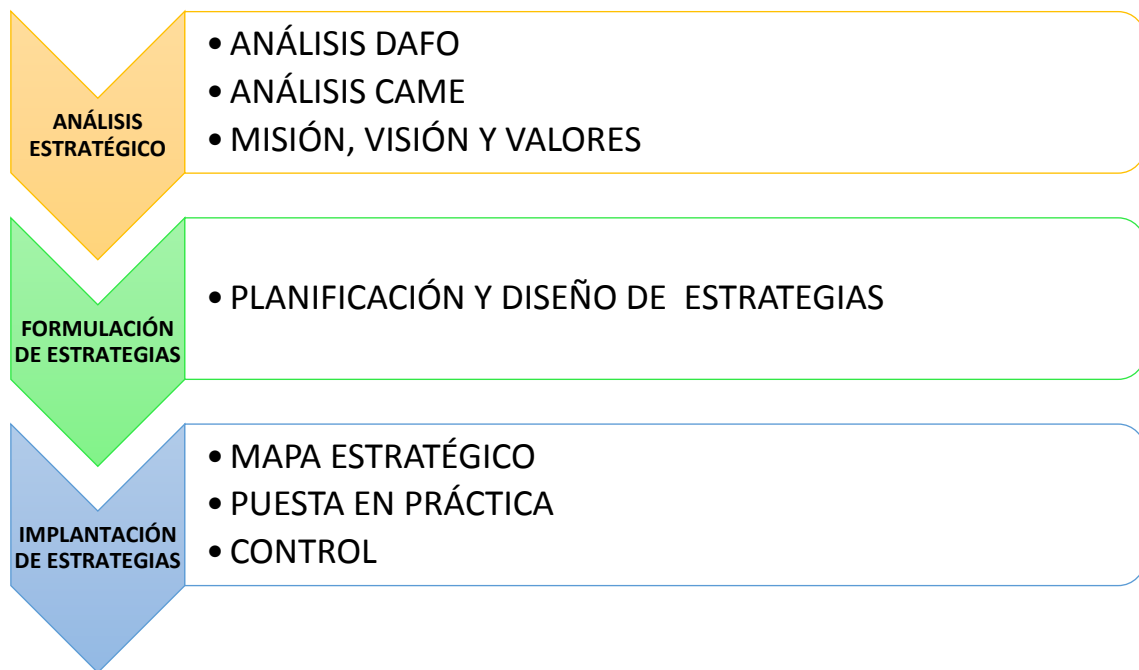 ANÁLISIS
ESTRATÉGICO
• ANÁLISIS DAFO
• ANÁLISIS CAME
• MISIÓN, VISIÓN Y VALORES
FORMULACIÓN
DE ESTRATEGIAS
• PLANIFICACIÓN Y DISEÑO DE  ESTRATEGIAS
IMPLANTACIÓN
DE ESTRATEGIAS
• MAPA ESTRATÉGICO
• PUESTA EN PRÁCTICA
• CONTROL